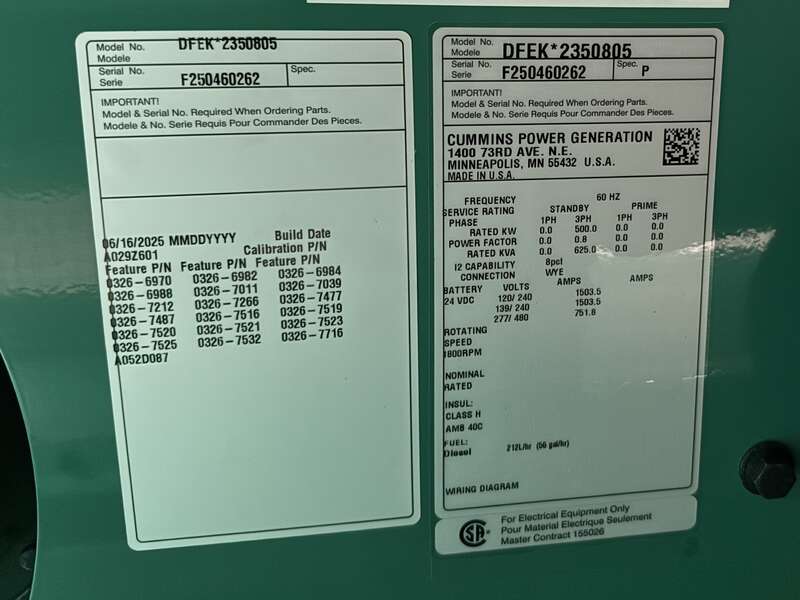 Model No.
Modele
DFEK*2350805
Serial No.
Serie
F250460262
Spec.
IMPORTANT!
Model & Serial No. Required When Ordering Parts.
Modele & No. Serie Requis Pour Commander Des Pieces.
06/16/2025 MMDDYYYY Build Date
A029Z601 Calibration P/N
Feature P/N Feature P/N Feature P/N
0326-6970 0326-6982 0326-6984
0326-6988 0326-7011 0326-7039
0326-7212 0326-7266 0326-7477
0326-7487 0326-7516 0326-7519
0326-7520 0326-7521 0326-7523
0326-7525 0326-7532 0326-7716
A052D087
Model No.
Modele
DFEK*2350805
Serial No.
Serie
F250460262
Spec.
P
IMPORTANT!
Model & Serial No. Required When Ordering Parts.
Modele & No. Serie Requis Pour Commander Des Pieces.
CUMMINS POWER GENERATION
1400 73RD AVE. N.E.
MINNEAPOLIS, MN 55432 U.S.A.
MADE IN U.S.A.
FREQUENCY 60 HZ
SERVICE RATING STANDBY PRIME
PHASE 1PH 3PH 1PH 3PH
RATED KW 0.0 500.0 0.0 0.0
POWER FACTOR 0.0 0.8 0.0 0.0
RATED KVA 0.0 625.0 0.0 0.0
I2 CAPABILITY 8pct
CONNECTION WYE
BATTERY VOLTS AMPS AMPS
24 VDC 120/ 240 1503.5
139/ 240 1503.5
277/ 480 751.8
ROTATING
SPEED
1800RPM
NOMINAL
RATED
INSUL:
CLASS H
AMB 40C
FUEL:
Diesel 212L/hr (56 gal/hr)
WIRING DIAGRAM
SA®
For Electrical Equipment Only
Pour Material Electrique Seulement
Master Contract 155026